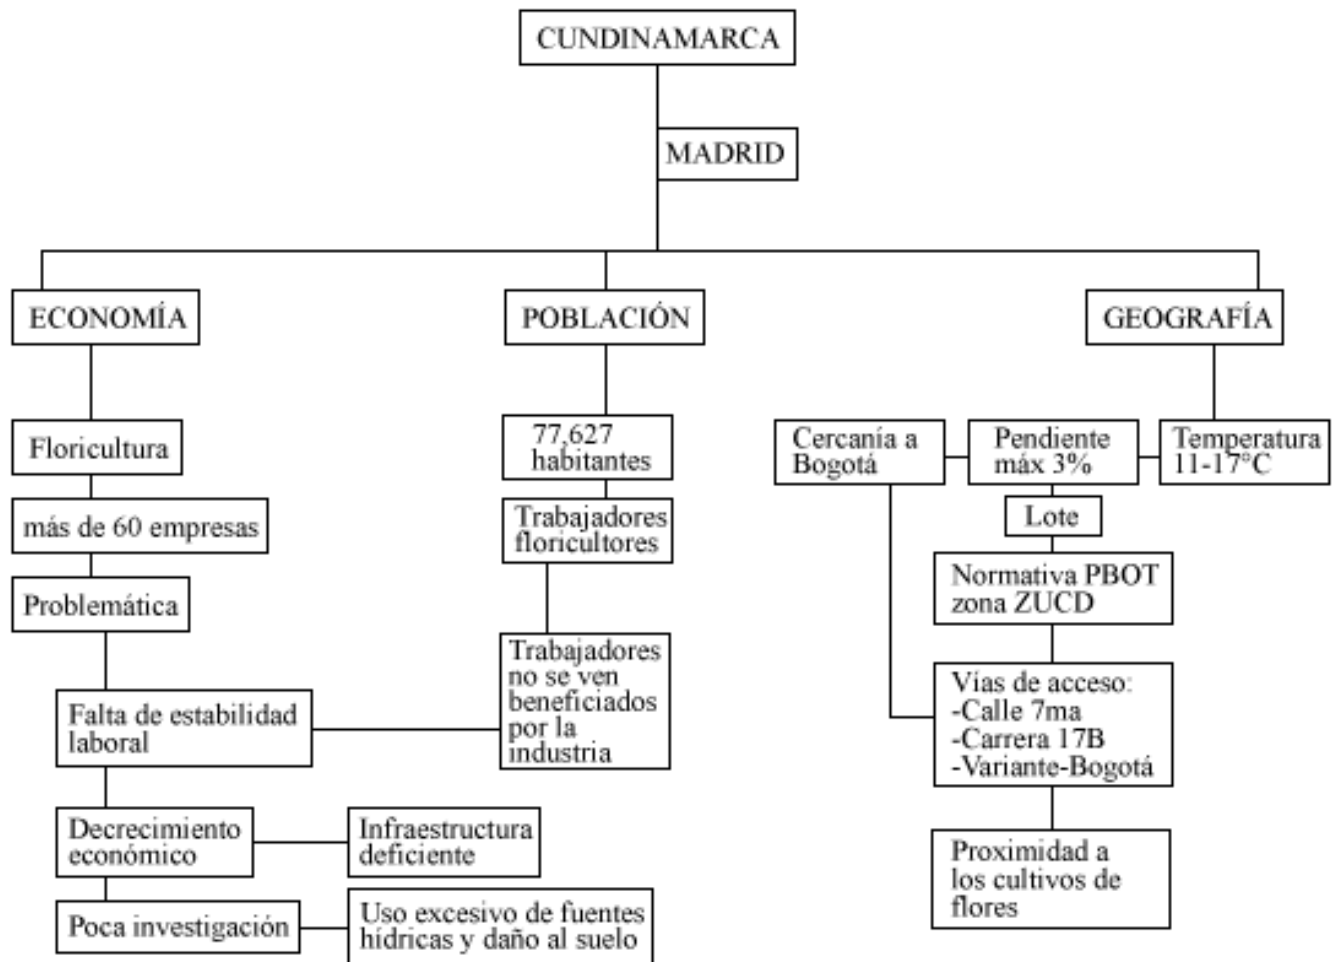 CUNDINAMARCA
MADRID
ECONOMÍA
POBLACIÓN
GEOGRAFÍA
Floricultura
más de 60 empresas
Problemática
Falta de estabilidad
laboral
Decrecimiento
económico
Infraestructura
deficiente
Poca investigación
Uso excesivo de fuentes
hídricas y daño al suelo
77,627
habitantes
Trabajadores
floricultores
Trabajadores
no se ven
beneficiados
por la
industria
Cercanía a
Bogotá
Pendiente
máx 3%
Temperatura
11-17°C
Lote
Normativa PBOT
zona ZUCD
Vías de acceso:
-Calle 7ma
-Carrera 17B
-Variante-Bogotá
Proximidad a
los cultivos de
flores